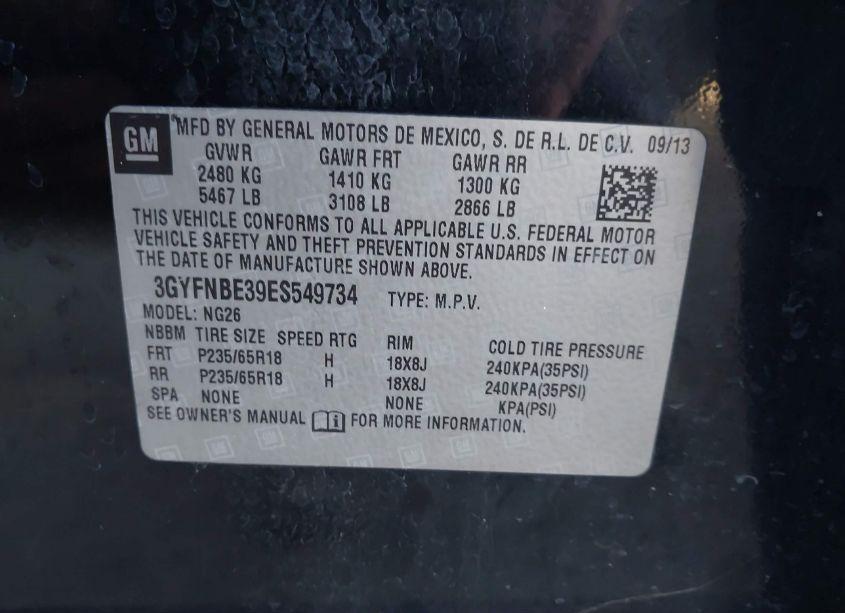 GM
MFD BY GENERAL MOTORS DE MEXICO, S. DE R.L. DE C.V. 09/13
GVWR GAWR FRT GAWR RR
2480 KG 1410 KG 1300 KG
5467 LB 3108 LB 2866 LB
THIS VEHICLE CONFORMS TO ALL APPLICABLE U.S. FEDERAL MOTOR
VEHICLE SAFETY AND THEFT PREVENTION STANDARDS IN EFFECT ON
THE DATE OF MANUFACTURE SHOWN ABOVE.
3GYFNBE39ES549734 TYPE: M.P.V.
MODEL: NG26
NBBM TIRE SIZE SPEED RTG RIM COLD TIRE PRESSURE
FRT P235/65R18 H 18X8J 240KPA(35PSI)
RR P235/65R18 H 18X8J 240KPA(35PSI)
SPA NONE NONE KPA(PSI)
SEE OWNER'S MANUAL i FOR MORE INFORMATION.